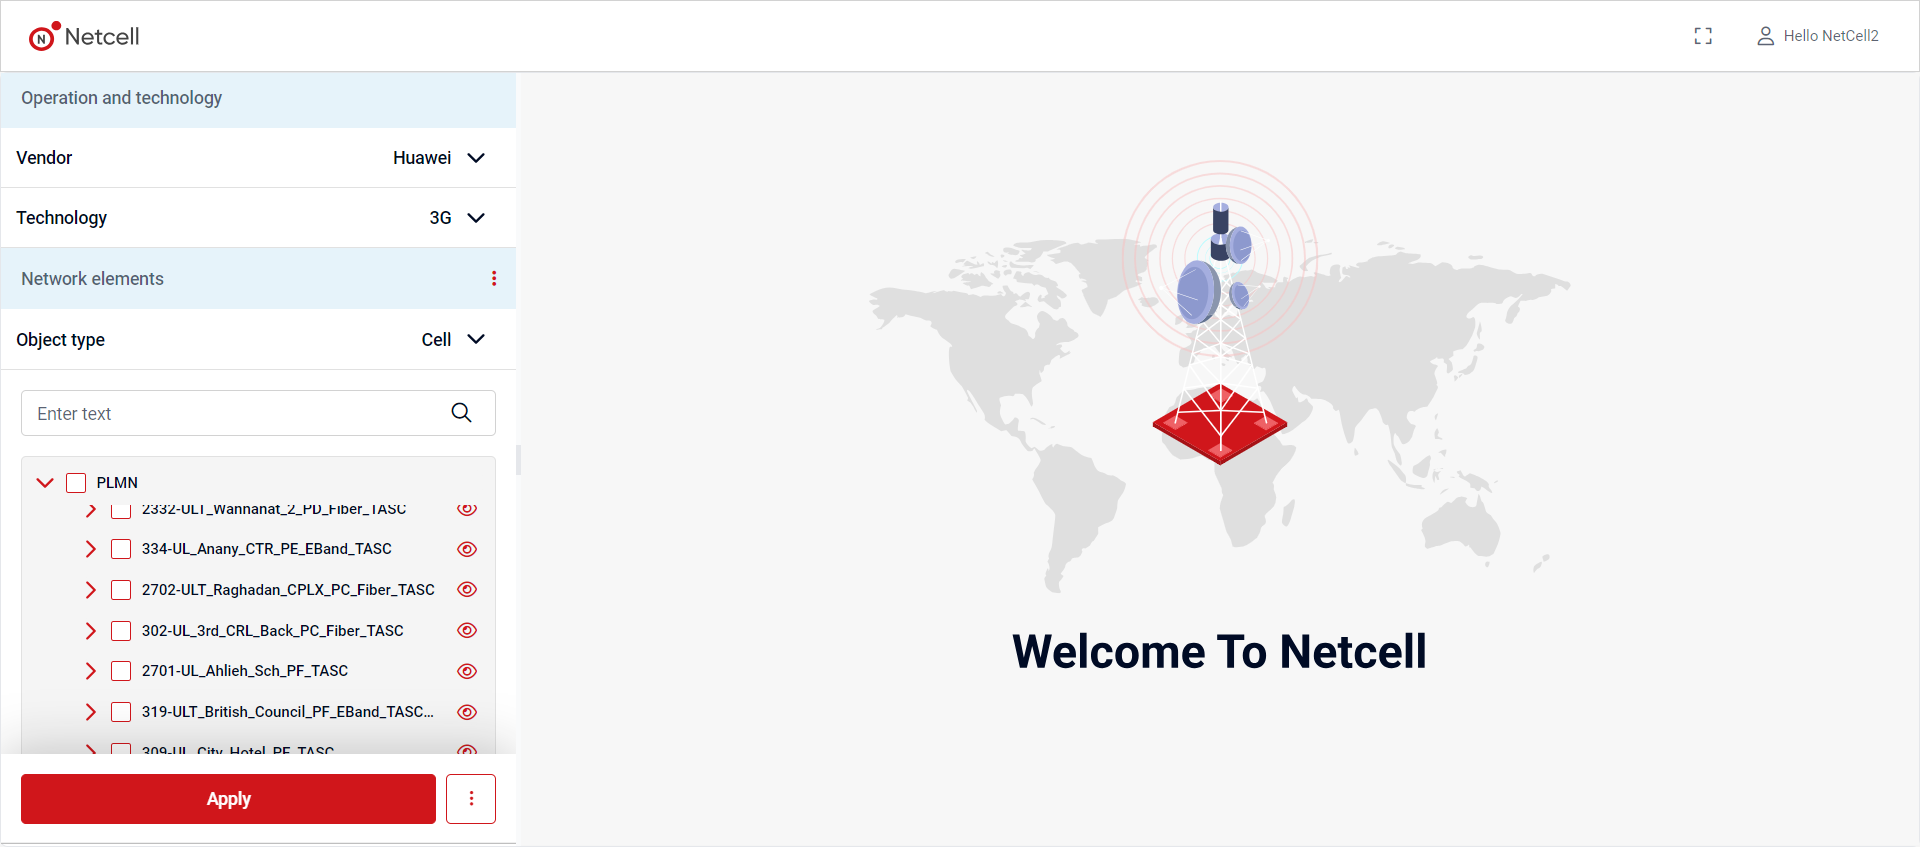 N Netcell
Hello NetCell2
Operation and technology
Vendor Huawei
Technology 3G
Network elements
Object type Cell
Enter text
PLMN
2332-ULT_Wannanat_2_PD_Fiber_TASC
334-UL_Anany_CTR_PE_EBand_TASC
2702-ULT_Raghadan_CPLX_PC_Fiber_TASC
302-UL_3rd_CRL_Back_PC_Fiber_TASC
2701-UL_Ahlieh_Sch_PF_TASC
319-ULT_British_Council_PF_EBand_TASC...
309-UL_City_Hotel_PF_TASC
Apply
Welcome To Netcell